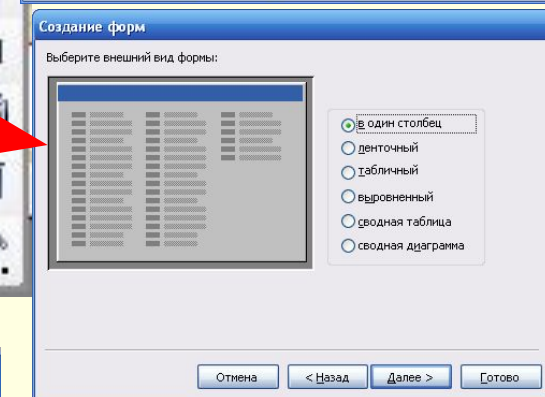 Создание форм
Выберите внешний вид формы:
в один столбец
ленточный
табличный
выровненный
сводная таблица
сводная диаграмма
Отмена
< Назад
Далее >
Готово